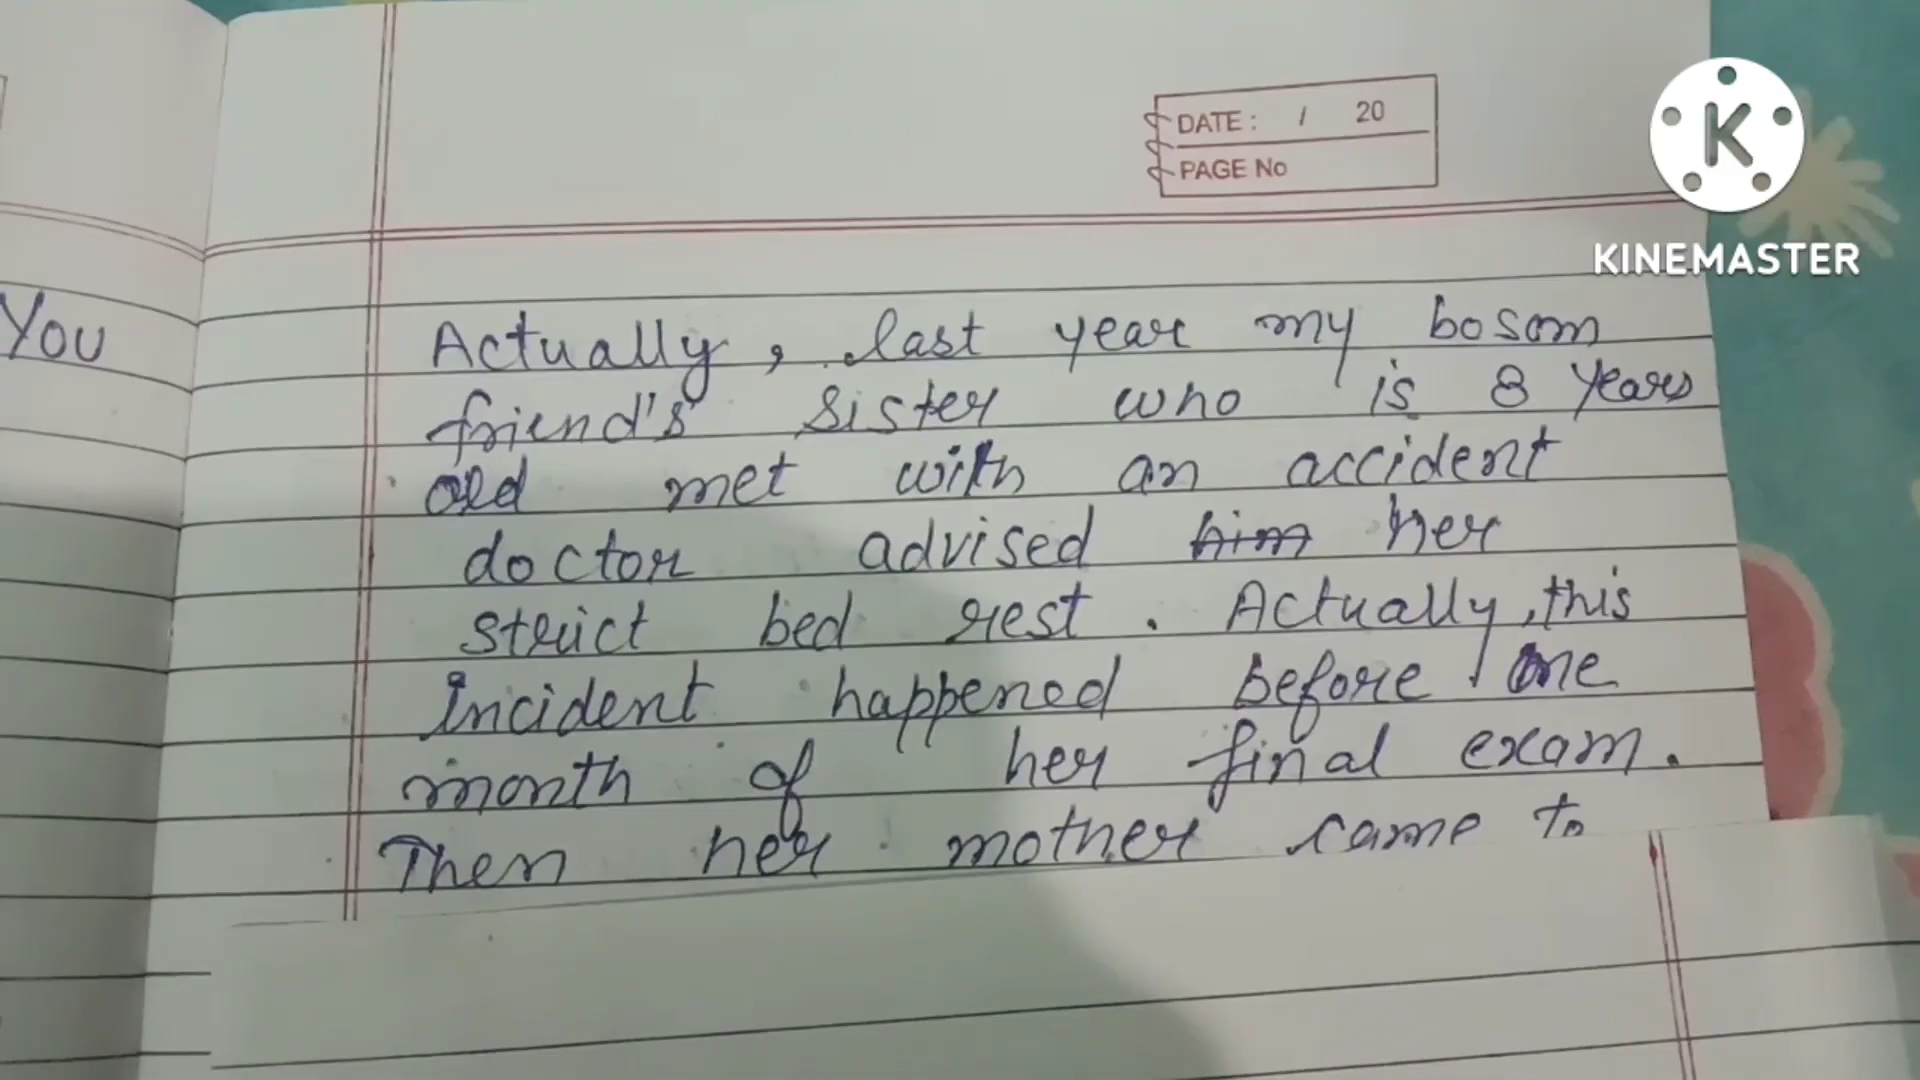 DATE: / 20
PAGE No
KINEMASTER
You
Actually, last year my bosom
friend's sister who is 8 years
old met with an accident
doctor advised him her
strict bed rest. Actually, this
incident happened before one
month of her final exam.
Then her mother came to